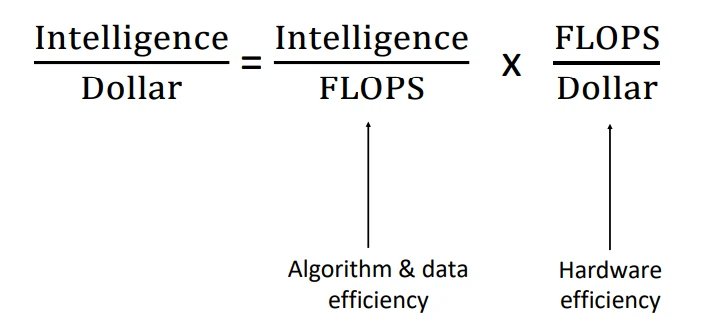 Intelligence = Intelligence x FLOPS
Dollar FLOPS Dollar
Algorithm & data Hardware
efficiency efficiency